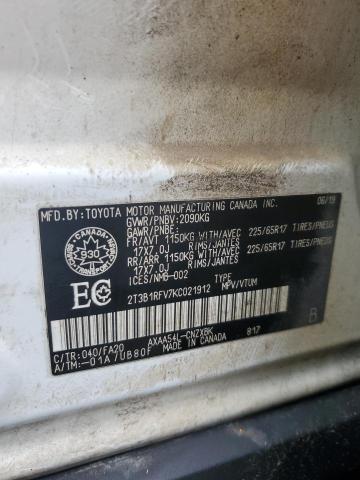 MFD.BY:TOYOTA MOTOR MANUFACTURING CANADA INC. 06/19
GVWR/PNBV:2090KG
GAWR/PNBE:
FR/AVT 1150KG WITH/AVEC 225/65R17 TIRES/PNEUS
17X7.0J RIMS/JANTES
RR/ARR 1150KG WITH/AVEC 225/65R17 TIRES/PNEUS
17X7.0J RIMS/JANTES
ICES/NMB-002
CANADA
930
EC
2T3B1RFV7KC021912 TYPE MPV/VTUM
AXAA54L-CNZXBK 817
B
C/TR:040/FA20
A/TM:-01A/UB80F